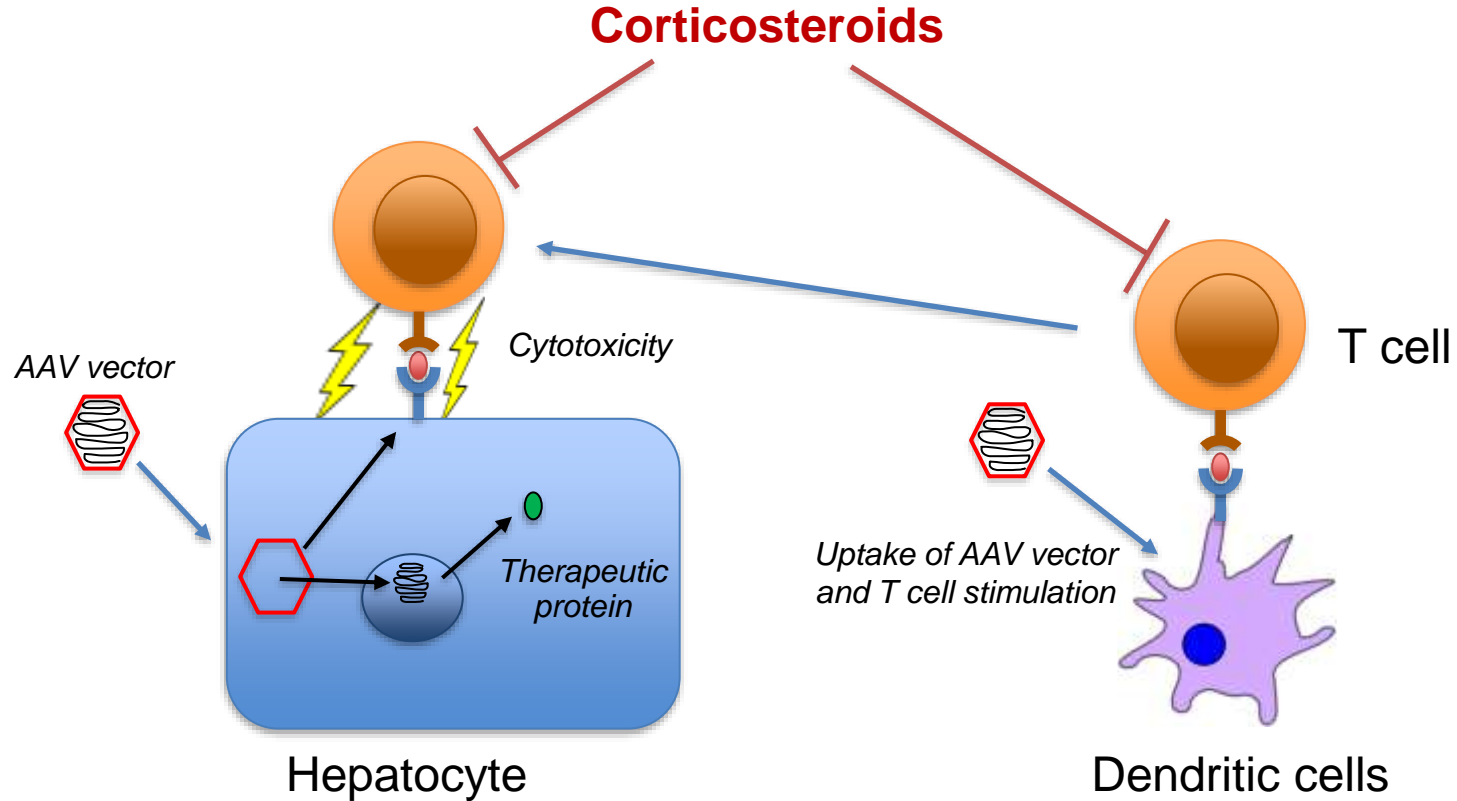 Corticosteroids
Cytotoxicity
T cell
AAV vector
Uptake of AAV vector
and T cell stimulation
Therapeutic
protein
Hepatocyte
Dendritic cells